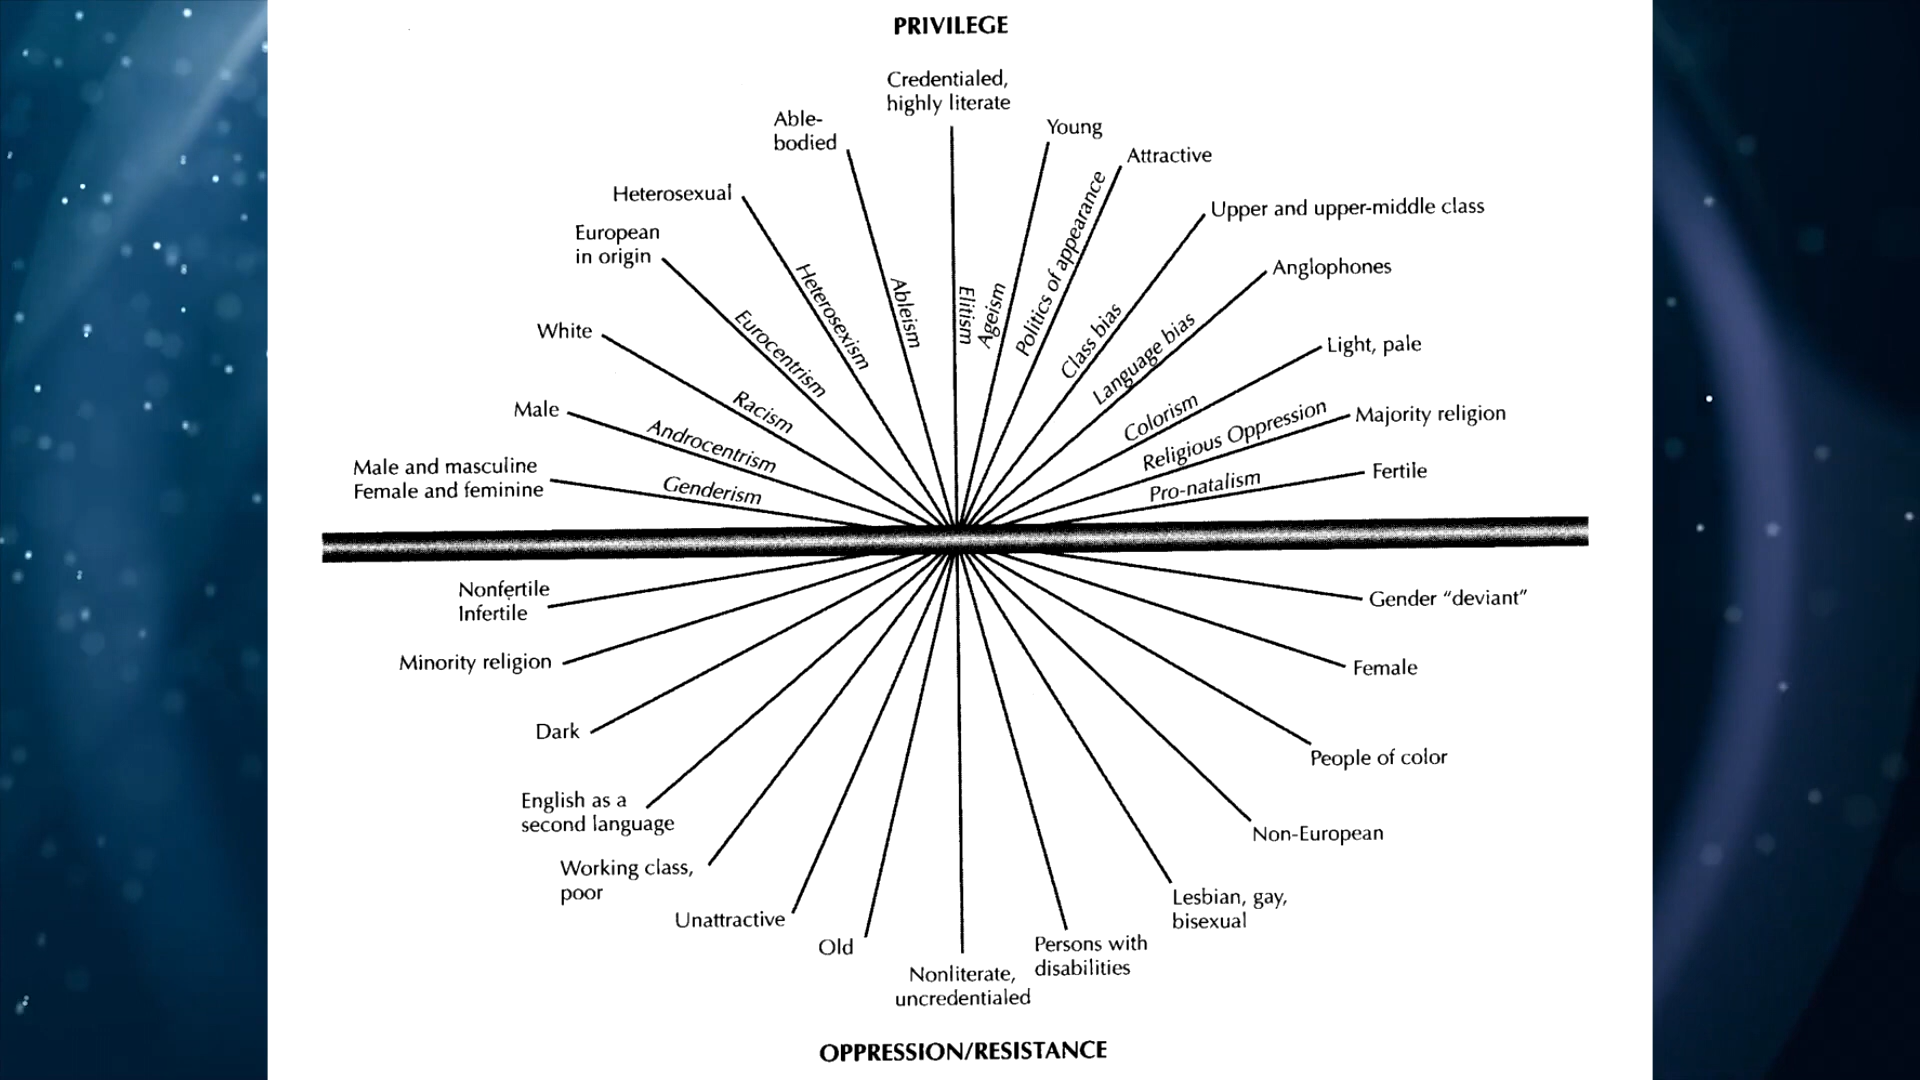 PRIVILEGE
Credentialed,
highly literate
Able-
bodied
Young
Attractive
Heterosexual
Upper and upper-middle class
European
in origin
Anglophones
White
Light, pale
Male
Majority religion
Male and masculine
Female and feminine
Fertile
Genderism
Androcentrism
Racism
Eurocentrism
Heterosexism
Ableism
Elitism
Ageism
Politics of appearance
Class bias
Language bias
Colorism
Religious Oppression
Pro-natalism
Nonfertile
Infertile
Gender “deviant”
Minority religion
Female
Dark
People of color
English as a
second language
Non-European
Working class,
poor
Lesbian, gay,
bisexual
Unattractive
Old
Persons with
disabilities
Nonliterate,
uncredentialed
OPPRESSION/RESISTANCE